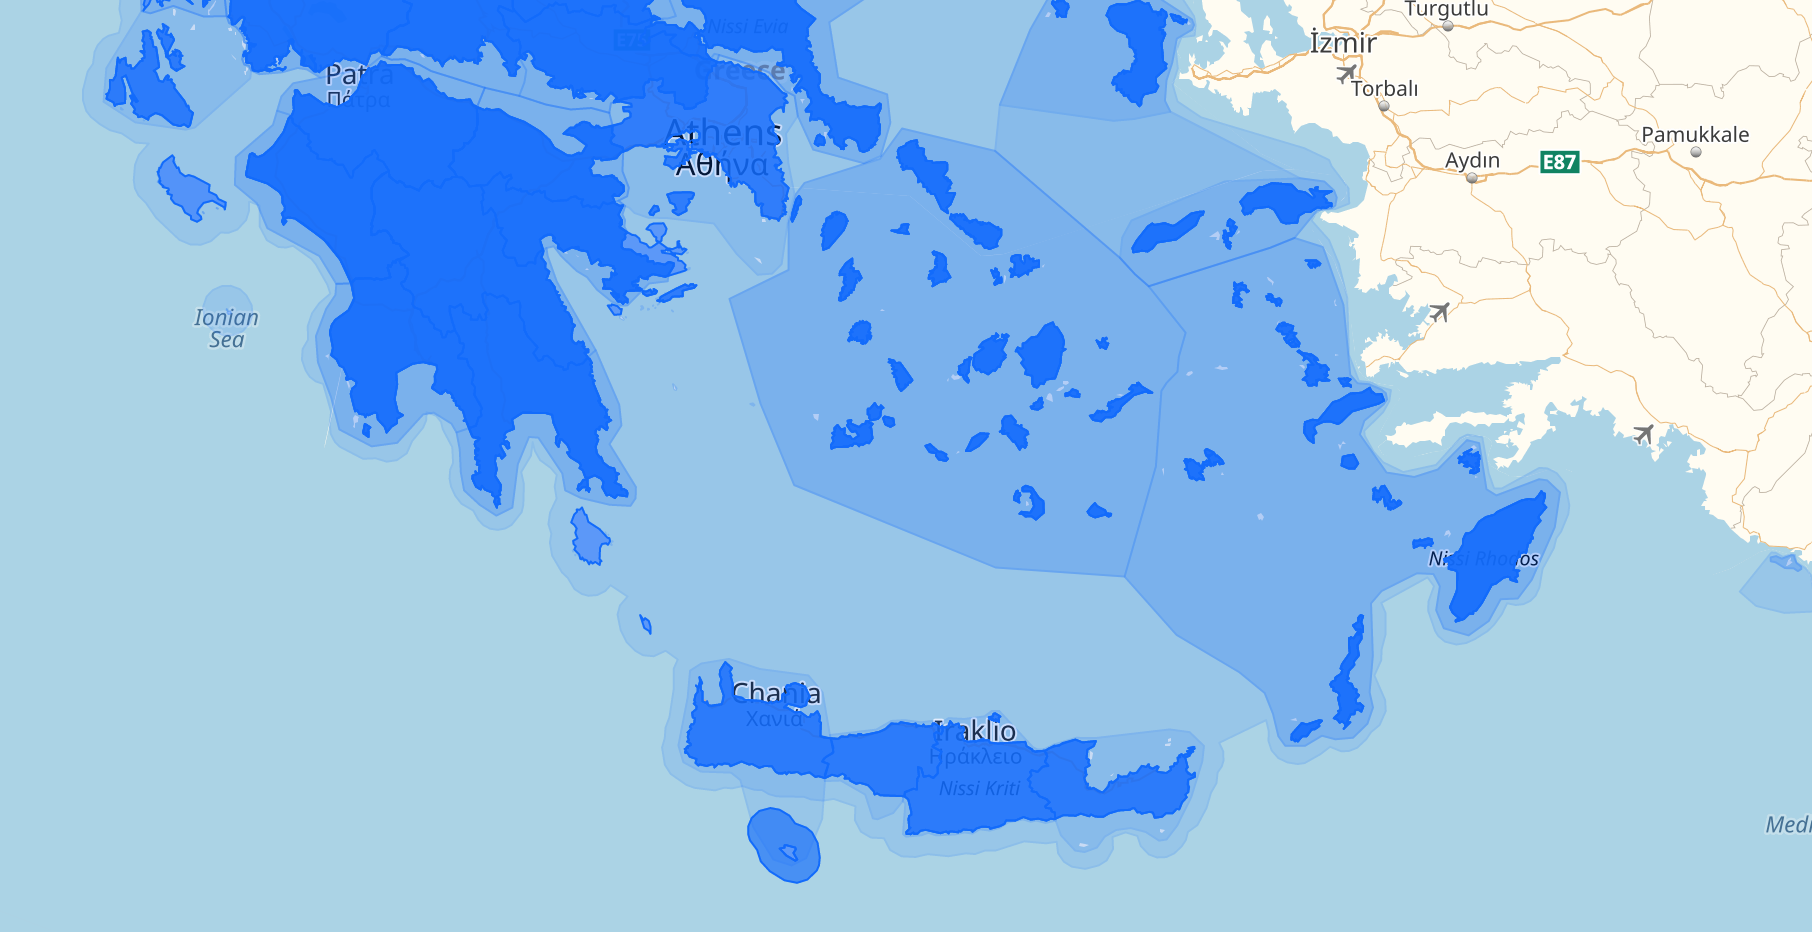 Turgutlu
Nissi Evia
E75
İzmir
Greece
Patra
Πάτρα
Torbalı
Athens
Αθήνα
Pamukkale
Aydın
E87
Ionian
Sea
Nissi Rhodos
Chania
Χανιά
Iraklio
Ηράκλειο
Nissi Kriti
Medi